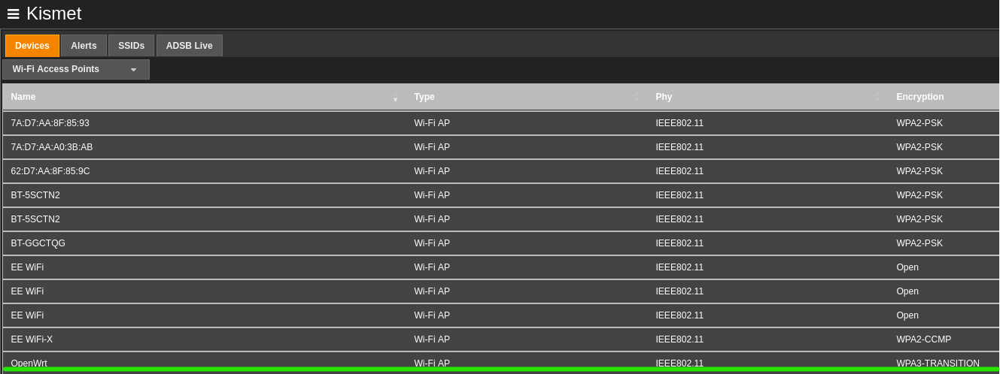 Kismet
Devices Alerts SSIDs ADSB Live
Wi-Fi Access Points
Name Type Phy Encryption
7A:D7:AA:8F:85:93 Wi-Fi AP IEEE802.11 WPA2-PSK
7A:D7:AA:A0:3B:AB Wi-Fi AP IEEE802.11 WPA2-PSK
62:D7:AA:8F:85:9C Wi-Fi AP IEEE802.11 WPA2-PSK
BT-5SCTN2 Wi-Fi AP IEEE802.11 WPA2-PSK
BT-5SCTN2 Wi-Fi AP IEEE802.11 WPA2-PSK
BT-GGCTQG Wi-Fi AP IEEE802.11 WPA2-PSK
EE WiFi Wi-Fi AP IEEE802.11 Open
EE WiFi Wi-Fi AP IEEE802.11 Open
EE WiFi Wi-Fi AP IEEE802.11 Open
EE WiFi-X Wi-Fi AP IEEE802.11 WPA2-CCMP
OpenWrt Wi-Fi AP IEEE802.11 WPA3-TRANSITION